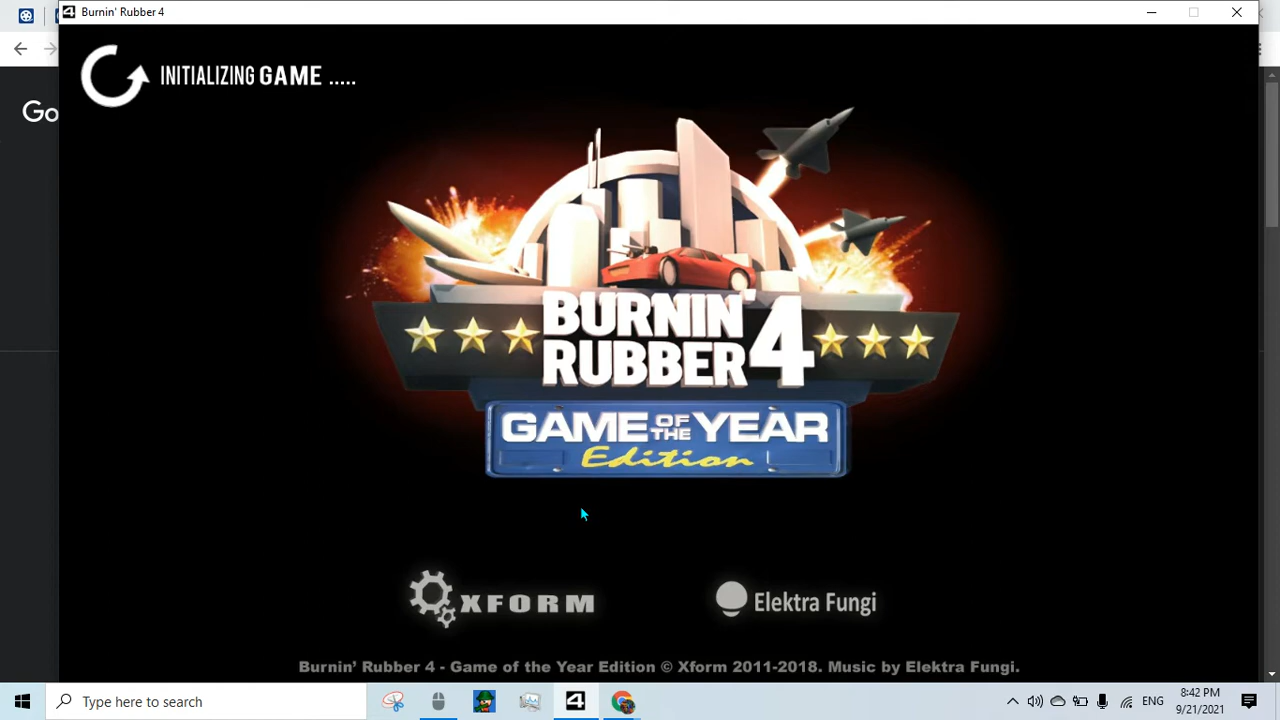 Burnin' Rubber 4
INITIALIZING GAME .....
Go
BURNIN'
RUBBER 4
GAME OF THE YEAR
Edition
XFORM
Elektra Fungi
Burnin' Rubber 4 - Game of the Year Edition © Xform 2011-2018. Music by Elektra Fungi.
Type here to search
4
ENG
8:42 PM
9/21/2021